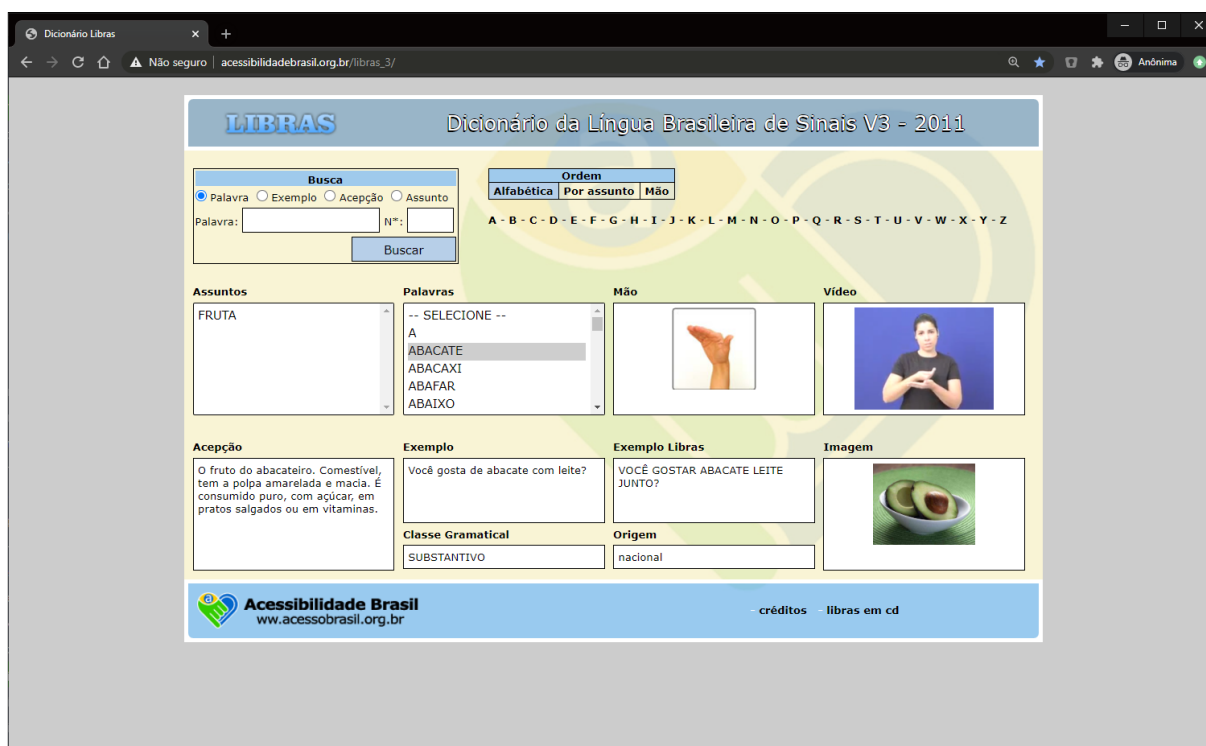 Dicionário Libras
Não seguro | acessibilidadebrasil.org.br/libras_3/
Anônima
LIBRAS
Dicionário da Língua Brasileira de Sinais V3 - 2011
Busca
Palavra Exemplo Acepção Assunto
Palavra: N*:
Buscar
Ordem
Alfabética Por assunto Mão
A - B - C - D - E - F - G - H - I - J - K - L - M - N - O - P - Q - R - S - T - U - V - W - X - Y - Z
Assuntos
FRUTA
Palavras
-- SELECIONE --
A
ABACATE
ABACAXI
ABAFAR
ABAIXO
Mão
Vídeo
Acepção
O fruto do abacateiro. Comestível,
tem a polpa amarelada e macia. É
consumido puro, com açúcar, em
pratos salgados ou em vitaminas.
Exemplo
Você gosta de abacate com leite?
Exemplo Libras
VOCÊ GOSTAR ABACATE LEITE
JUNTO?
Imagem
Classe Gramatical
SUBSTANTIVO
Origem
nacional
a
Acessibilidade Brasil
ww.acessobrasil.org.br
- créditos - libras em cd